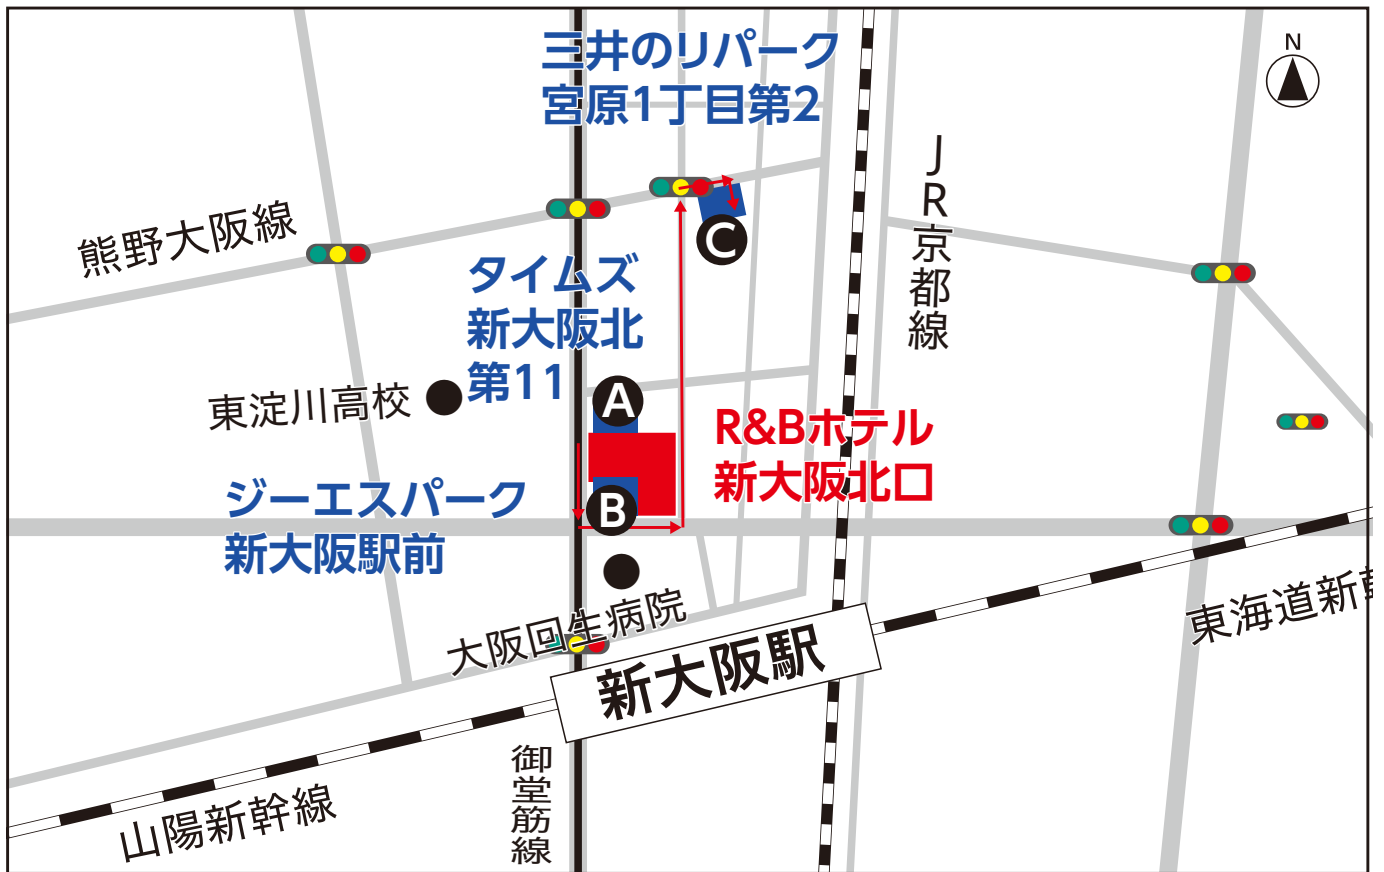 三井のリパーク
宮原1丁目第2
N
JR京都線
熊野大阪線
タイムズ
新大阪北
第11
C
東淀川高校
A
R&Bホテル
新大阪北口
ジーエスパーク
新大阪駅前
B
大阪回生病院
新大阪駅
東海道新幹
御堂筋線
山陽新幹線